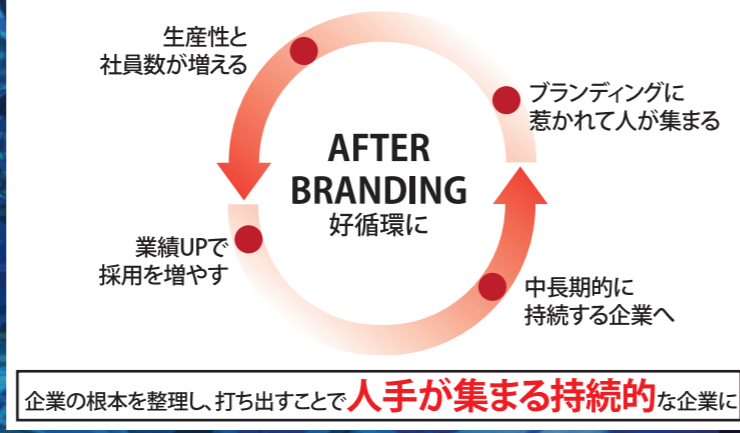 生産性と
社員数が増える
ブランディングに
惹かれて人が集まる
AFTER
BRANDING
好循環に
業績UPで
採用を増やす
中長期的に
持続する企業へ
企業の根本を整理し、打ち出すことで人手が集まる持続的な企業に